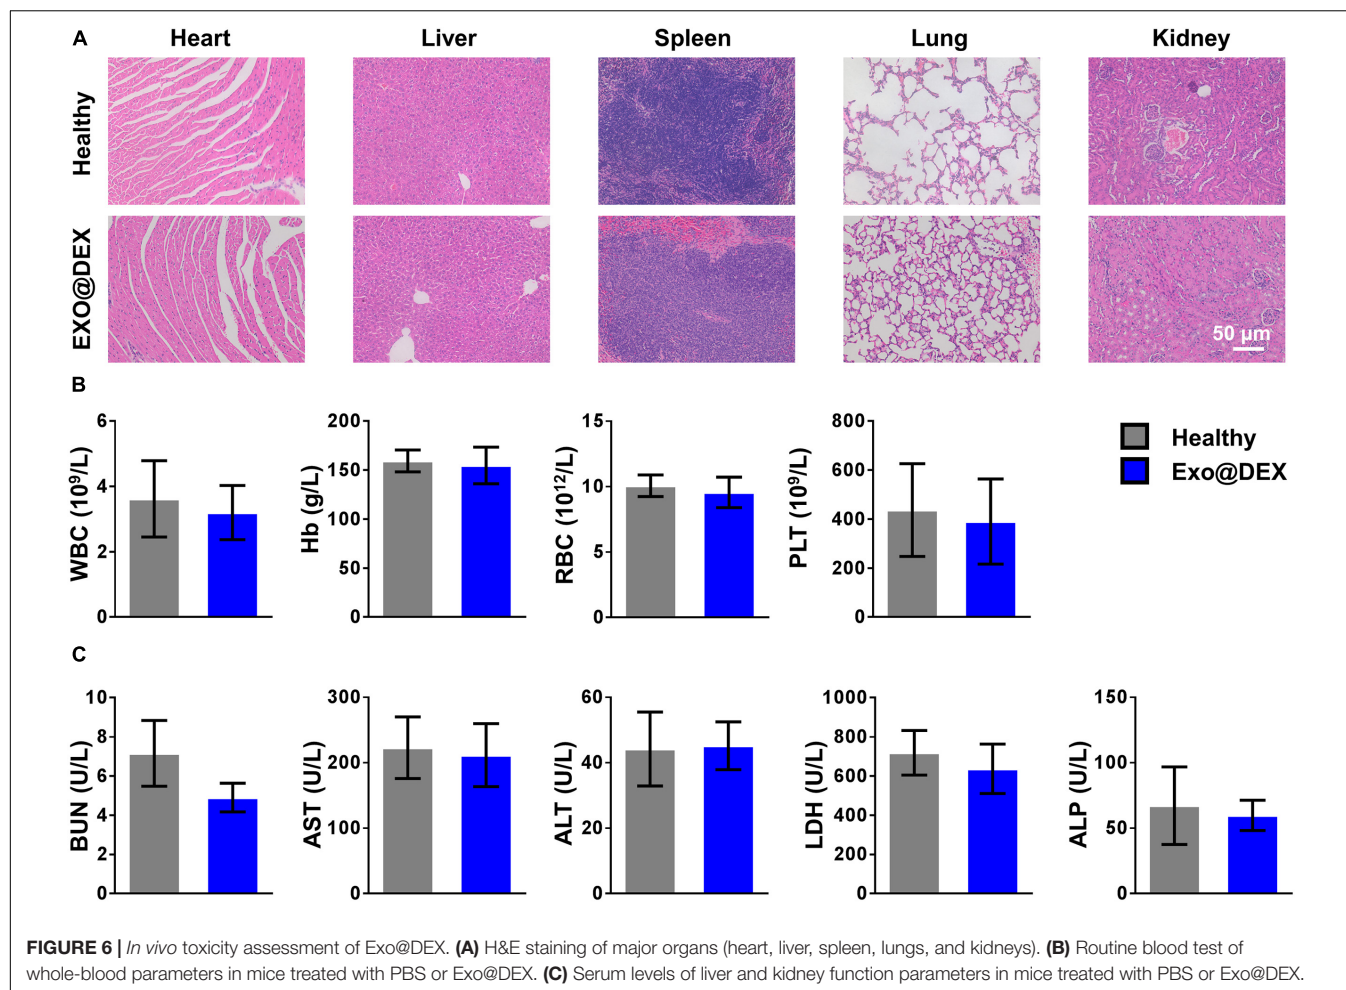 A Heart Liver Spleen Lung Kidney
Healthy
EXO@DEX
50 µm
B
WBC (10⁹/L)
6
4
2
0
Hb (g/L)
200
150
100
50
0
RBC (10¹²/L)
15
10
5
0
PLT (10⁹/L)
800
600
400
200
0
Healthy
Exo@DEX
C
BUN (U/L)
10
8
6
4
2
0
AST (U/L)
300
200
100
0
ALT (U/L)
60
40
20
0
LDH (U/L)
1000
800
600
400
200
0
ALP (U/L)
150
100
50
0
FIGURE 6 | In vivo toxicity assessment of Exo@DEX. (A) H&E staining of major organs (heart, liver, spleen, lungs, and kidneys). (B) Routine blood test of
whole-blood parameters in mice treated with PBS or Exo@DEX. (C) Serum levels of liver and kidney function parameters in mice treated with PBS or Exo@DEX.